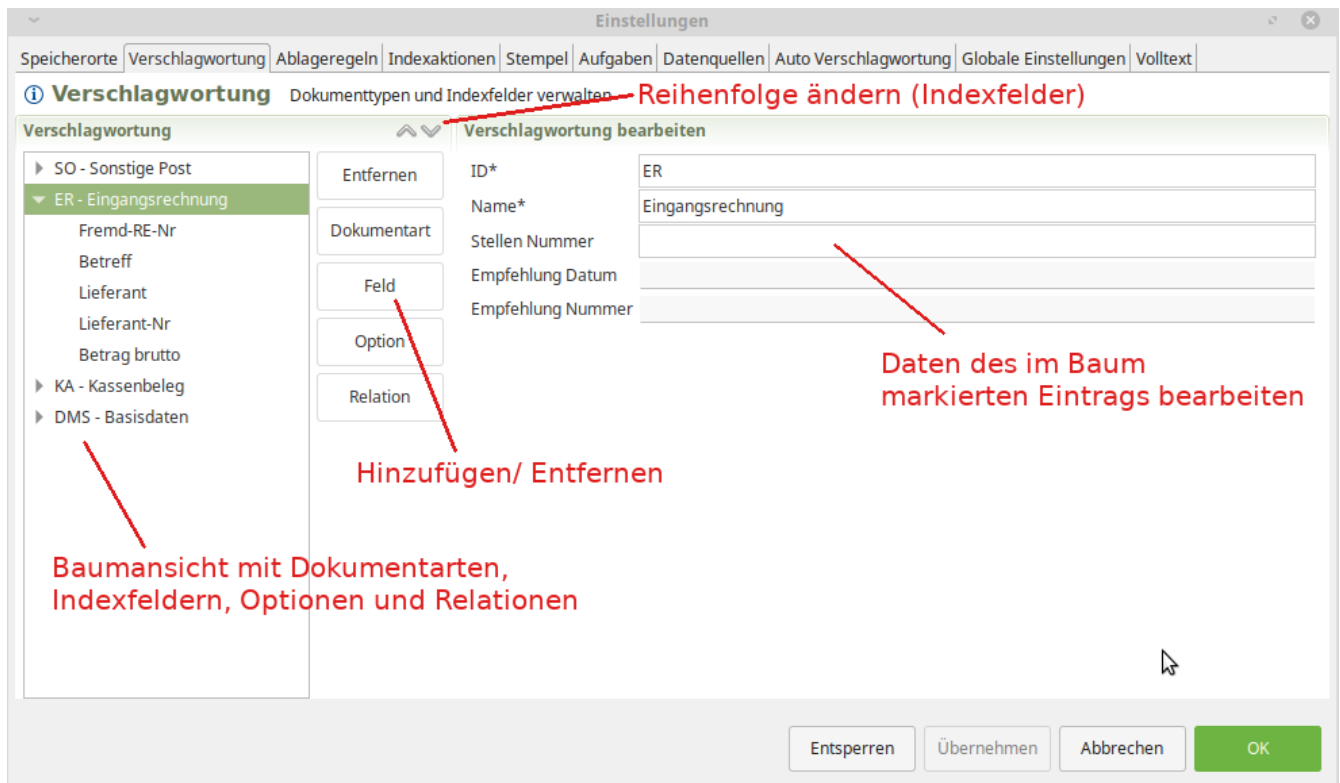 Einstellungen
Speicherorte Verschlagwortung Ablageregeln Indexaktionen Stempel Aufgaben Datenquellen Auto Verschlagwortung Globale Einstellungen Volltext
Verschlagwortung Dokumenttypen und Indexfelder verwalten
Reihenfolge ändern (Indexfelder)
Verschlagwortung
Verschlagwortung bearbeiten
SO - Sonstige Post
ER - Eingangsrechnung
Fremd-RE-Nr
Betreff
Lieferant
Lieferant-Nr
Betrag brutto
KA - Kassenbeleg
DMS - Basisdaten
Entfernen
Dokumentart
Feld
Option
Relation
ID* ER
Name* Eingangsrechnung
Stellen Nummer
Empfehlung Datum
Empfehlung Nummer
Daten des im Baum
markierten Eintrags bearbeiten
Hinzufügen/ Entfernen
Baumansicht mit Dokumentarten,
Indexfeldern, Optionen und Relationen
Entsperren Übernehmen Abbrechen OK